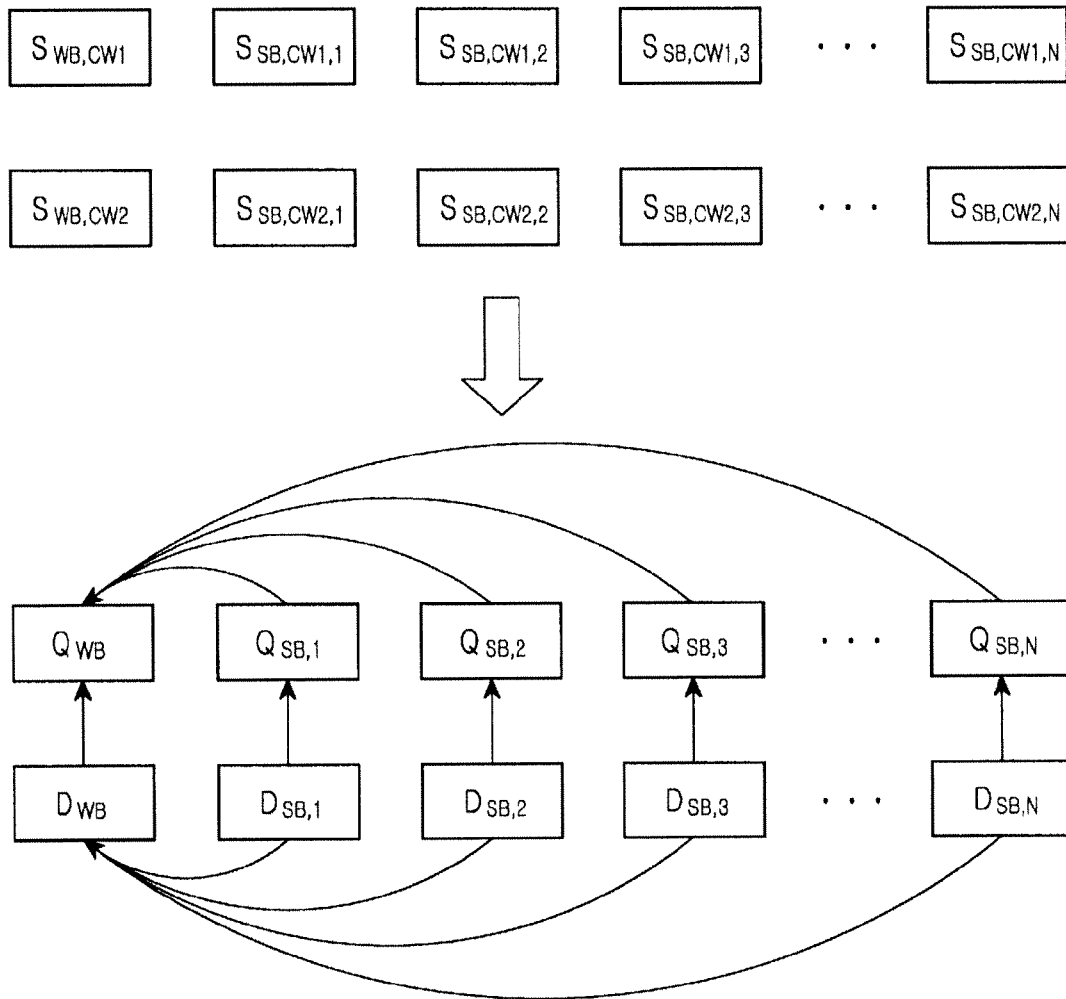 S WB,CW1 S SB,CW1,1 S SB,CW1,2 S SB,CW1,3 · · · S SB,CW1,N
S WB,CW2 S SB,CW2,1 S SB,CW2,2 S SB,CW2,3 · · · S SB,CW2,N
Q WB Q SB,1 Q SB,2 Q SB,3 · · · Q SB,N
D WB D SB,1 D SB,2 D SB,3 · · · D SB,N